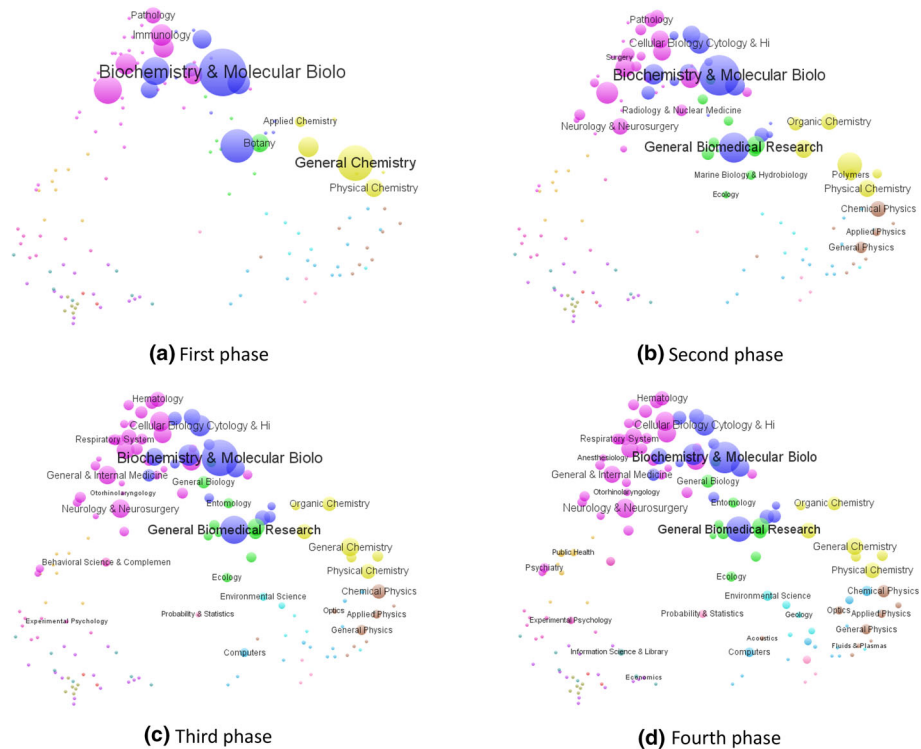 Pathology
Immunology
Biochemistry & Molecular Biolo
Applied Chemistry
Botany
General Chemistry
Physical Chemistry
(a) First phase
Pathology
Cellular Biology Cytology & Hi
Surgery
Biochemistry & Molecular Biolo
Radiology & Nuclear Medicine
Neurology & Neurosurgery
Organic Chemistry
General Biomedical Research
Marine Biology & Hydrobiology
Polymers
Ecology
Physical Chemistry
Chemical Physics
Applied Physics
General Physics
(b) Second phase
Hematology
Cellular Biology Cytology & Hi
Respiratory System
Biochemistry & Molecular Biolo
General & Internal Medicine
General Biology
Otorhinolaryngology
Neurology & Neurosurgery
Entomology
Organic Chemistry
General Biomedical Research
General Chemistry
Behavioral Science & Complemen
Physical Chemistry
Ecology
Environmental Science
Chemical Physics
Probability & Statistics
Optics
Applied Physics
Experimental Psychology
General Physics
Computers
(c) Third phase
Hematology
Cellular Biology Cytology & Hi
Respiratory System
Anesthesiology
Biochemistry & Molecular Biolo
General & Internal Medicine
General Biology
Otorhinolaryngology
Neurology & Neurosurgery
Entomology
Organic Chemistry
General Biomedical Research
General Chemistry
Public Health
Psychiatry
Physical Chemistry
Ecology
Environmental Science
Chemical Physics
Probability & Statistics
Geology
Optics
Applied Physics
Experimental Psychology
General Physics
Acoustics
Fluids & Plasmas
Information Science & Library
Computers
Economics
(d) Fourth phase